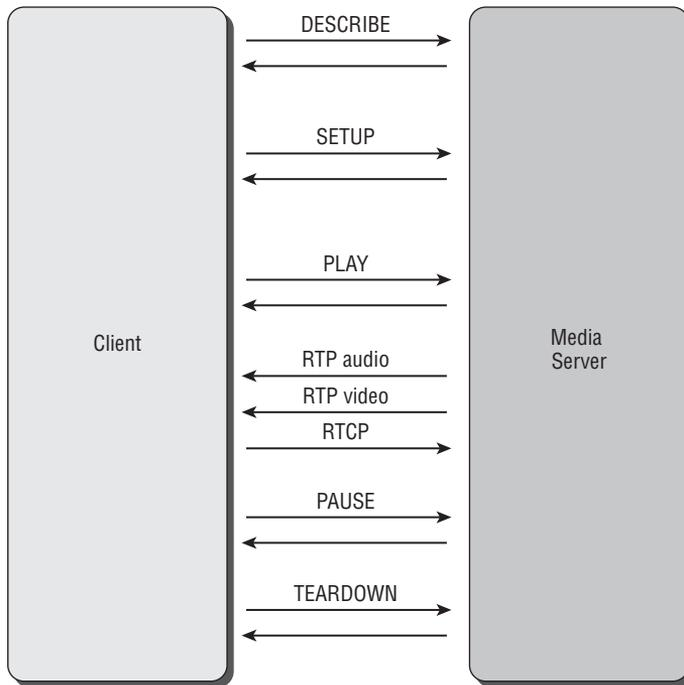 DESCRIBE
SETUP
PLAY
Client
RTP audio
RTP video
RTCP
Media
Server
PAUSE
TEARDOWN